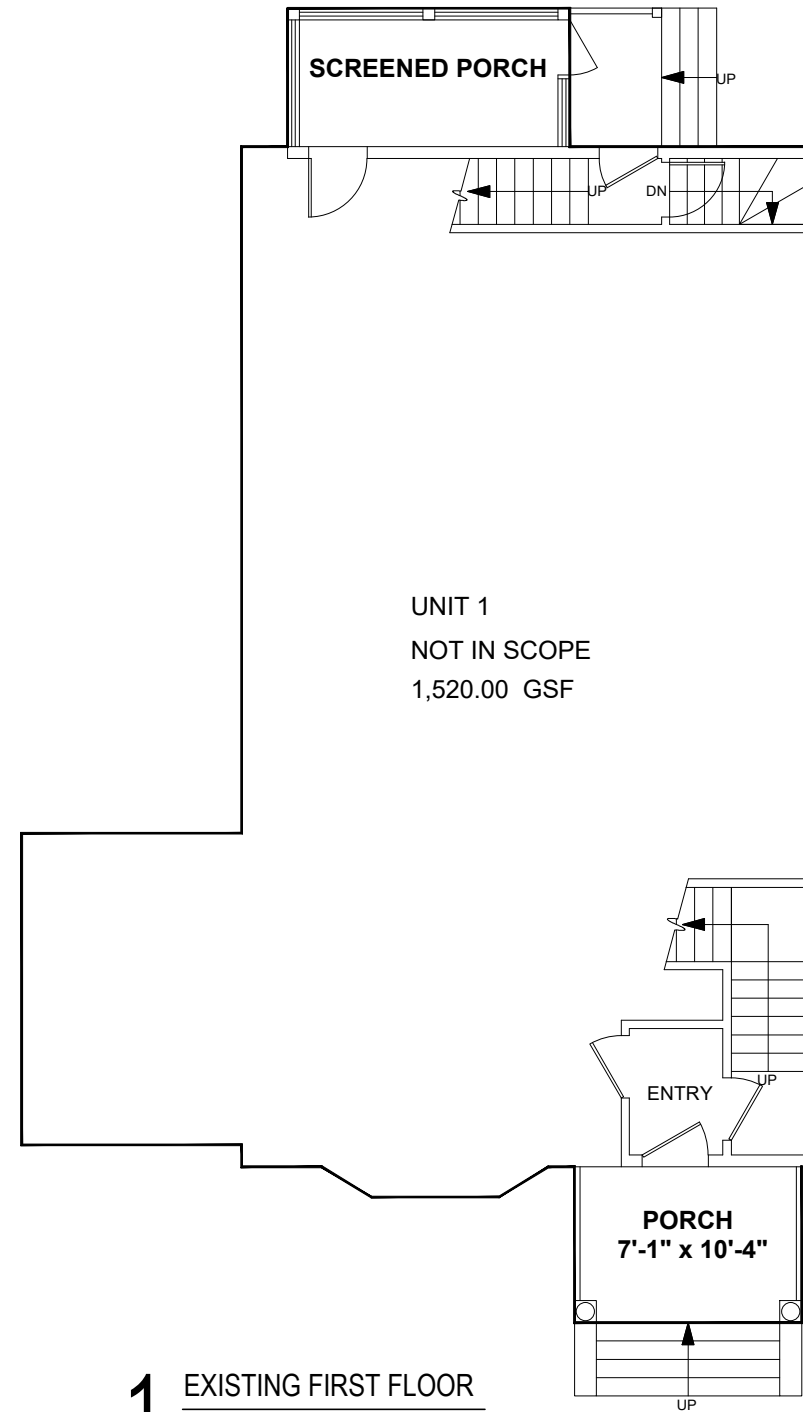 SCREENED PORCH
UP
UP
DN
UNIT 1
NOT IN SCOPE
1,520.00 GSF
UP
ENTRY
PORCH
7'-1" x 10'-4"
1 EXISTING FIRST FLOOR
UP